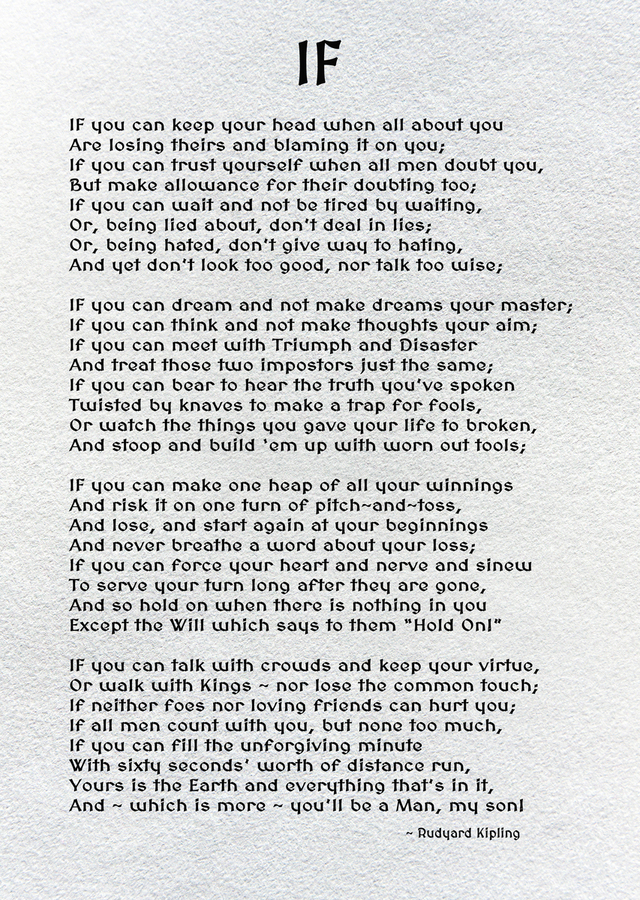 IF
IF you can keep your head when all about you
Are losing theirs and blaming it on you;
If you can trust yourself when all men doubt you,
But make allowance for their doubting too;
If you can wait and not be tired by waiting,
Or, being lied about, don't deal in lies;
Or, being hated, don't give way to hating,
And yet don't look too good, nor talk too wise;
IF you can dream and not make dreams your master;
If you can think and not make thoughts your aim;
If you can meet with Triumph and Disaster
And treat those two impostors just the same;
If you can bear to hear the truth you've spoken
Twisted by knaves to make a trap for fools,
Or watch the things you gave your life to broken,
And stoop and build 'em up with worn out tools;
IF you can make one heap of all your winnings
And risk it on one turn of pitch~and~toss,
And lose, and start again at your beginnings
And never breathe a word about your loss;
If you can force your heart and nerve and sinew
To serve your turn long after they are gone,
And so hold on when there is nothing in you
Except the Will which says to them "Hold On!"
IF you can talk with crowds and keep your virtue,
Or walk with Kings ~ nor lose the common touch;
If neither foes nor loving friends can hurt you;
If all men count with you, but none too much,
If you can fill the unforgiving minute
With sixty seconds' worth of distance run,
Yours is the Earth and everything that's in it,
And ~ which is more ~ you'll be a Man, my son!
~ Rudyard Kipling